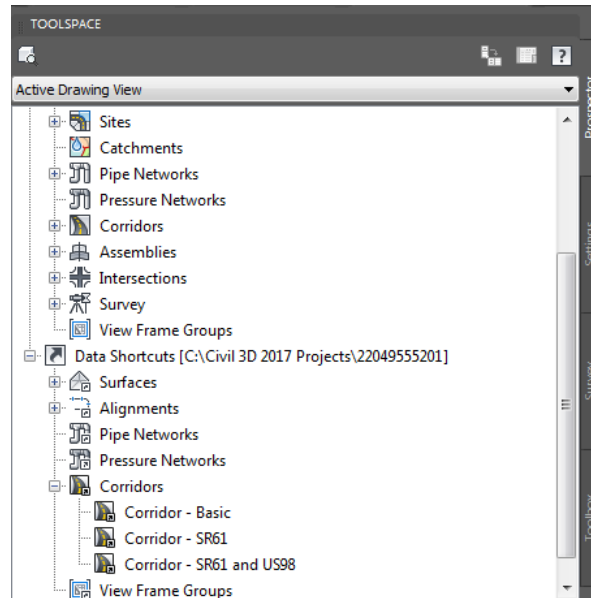 TOOLSPACE
?
Active Drawing View
Sites
Catchments
Pipe Networks
Pressure Networks
Corridors
Assemblies
Intersections
Survey
View Frame Groups
Data Shortcuts [C:\Civil 3D 2017 Projects\22049555201]
Surfaces
Alignments
Pipe Networks
Pressure Networks
Corridors
Corridor - Basic
Corridor - SR61
Corridor - SR61 and US98
View Frame Groups
Prospector
Settings
Survey
Toolbox